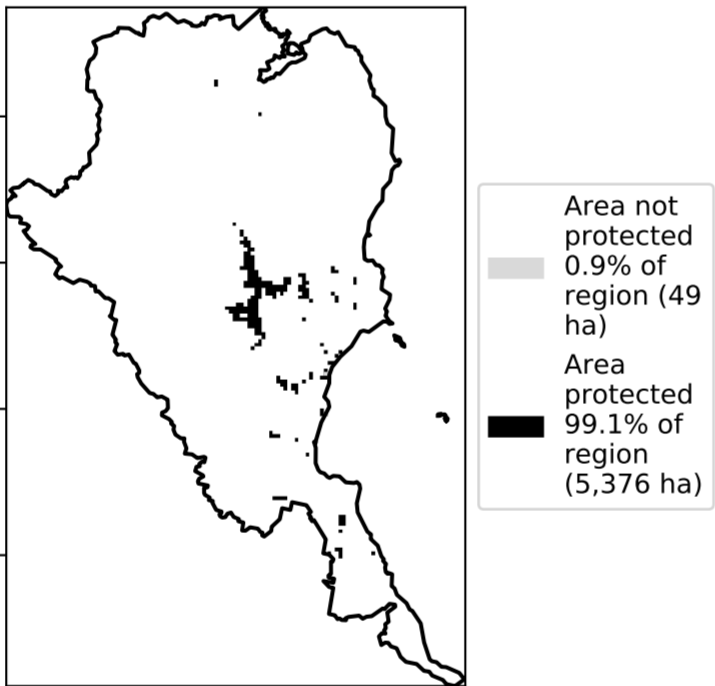 Area not
protected
0.9% of
region (49
ha)
Area
protected
99.1% of
region
(5,376 ha)